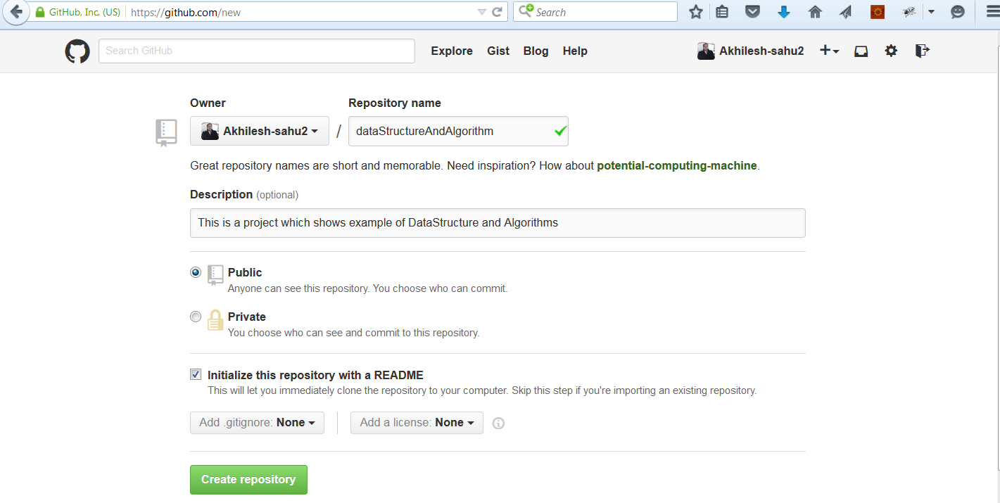 GitHub, Inc. (US) https://github.com/new Search
Search GitHub Explore Gist Blog Help Akhilesh-sahu2
Owner Repository name
Akhilesh-sahu2 / dataStructureAndAlgorithm
Great repository names are short and memorable. Need inspiration? How about potential-computing-machine.
Description (optional)
This is a project which shows example of DataStructure and Algorithms
Public
Anyone can see this repository. You choose who can commit.
Private
You choose who can see and commit to this repository.
Initialize this repository with a README
This will let you immediately clone the repository to your computer. Skip this step if you're importing an existing repository.
Add .gitignore: None Add a license: None
Create repository